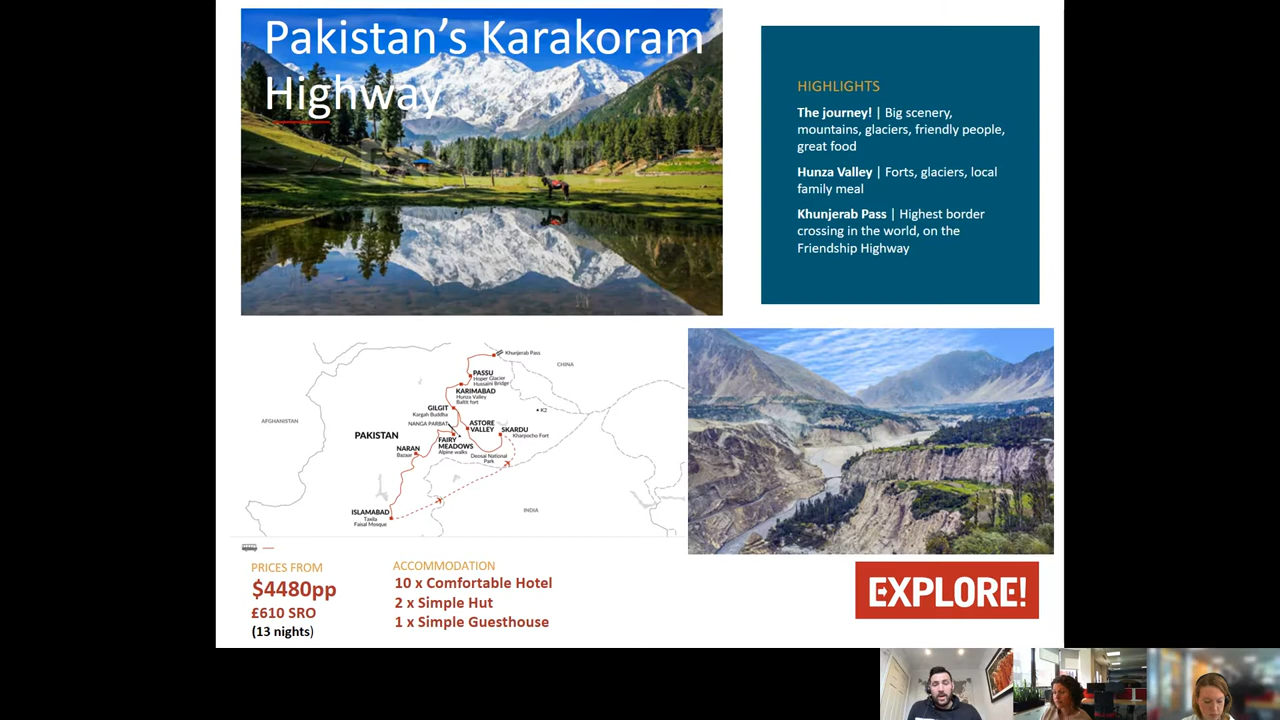 Pakistan's Karakoram
Highway
EXPLORE!
HIGHLIGHTS
The journey! | Big scenery,
mountains, glaciers, friendly people,
great food
Hunza Valley | Forts, glaciers, local
family meal
Khunjerab Pass | Highest border
crossing in the world, on the
Friendship Highway
Khunjerab Pass
CHINA
PASSU
Hoper Glacier
Hussaini Bridge
KARIMABAD
Hunza Valley
Baltit fort
GILGIT
Kargah Buddha
K2
AFGHANISTAN
NANGA PARBAT
ASTORE
VALLEY
SKARDU
Kharpocho Fort
PAKISTAN
FAIRY
MEADOWS
Alpine walks
NARAN
Bazaar
Deosai National
Park
ISLAMABAD
Taxila
Faisal Mosque
INDIA
PRICES FROM
$4480pp
£610 SRO
(13 nights)
ACCOMMODATION
10 x Comfortable Hotel
2 x Simple Hut
1 x Simple Guesthouse
EXPLORE!